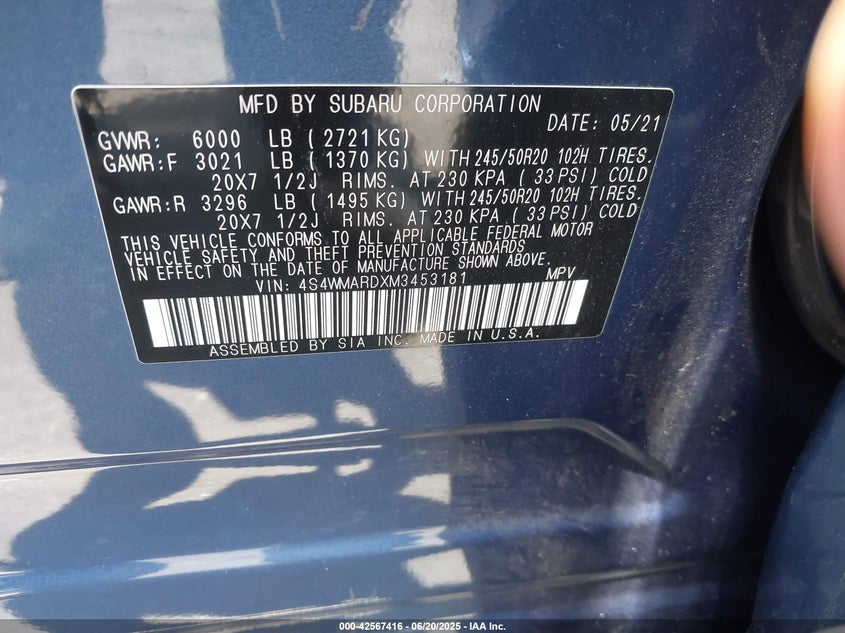 MFD BY SUBARU CORPORATION
DATE: 05/21
GVWR: 6000 LB ( 2721 KG)
GAWR:F 3021 LB ( 1370 KG) WITH 245/50R20 102H TIRES.
20X7 1/2J RIMS. AT 230 KPA ( 33 PSI) COLD
GAWR:R 3296 LB ( 1495 KG) WITH 245/50R20 102H TIRES.
20X7 1/2J RIMS. AT 230 KPA ( 33 PSI) COLD
THIS VEHICLE CONFORMS TO ALL APPLICABLE FEDERAL MOTOR
VEHICLE SAFETY AND THEFT PREVENTION STANDARDS
IN EFFECT ON THE DATE OF MANUFACTURE SHOWN ABOVE.
VIN: 4S4WMARDXM3453181 MPV
ASSEMBLED BY SIA INC. MADE IN U.S.A.
000-42567416 - 06/20/2025 - IAA Inc.